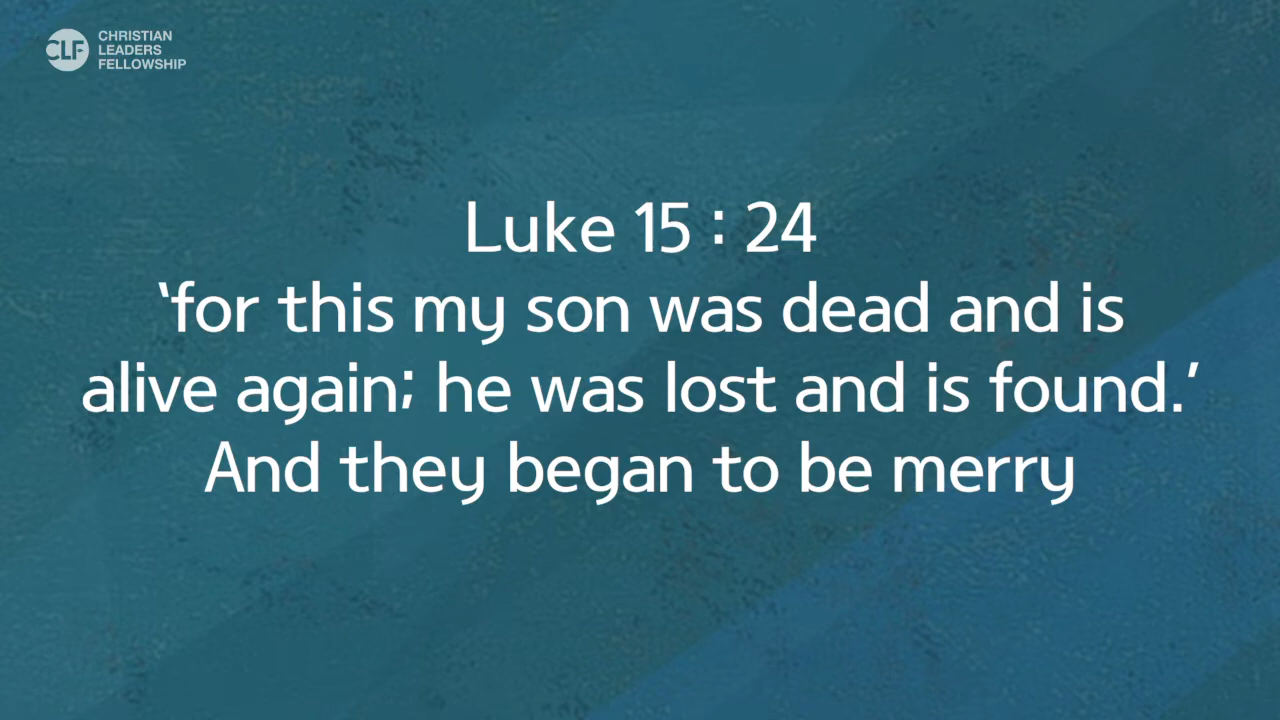 CLF
CHRISTIAN
LEADERS
FELLOWSHIP
Luke 15 : 24
‘for this my son was dead and is
alive again; he was lost and is found.’
And they began to be merry